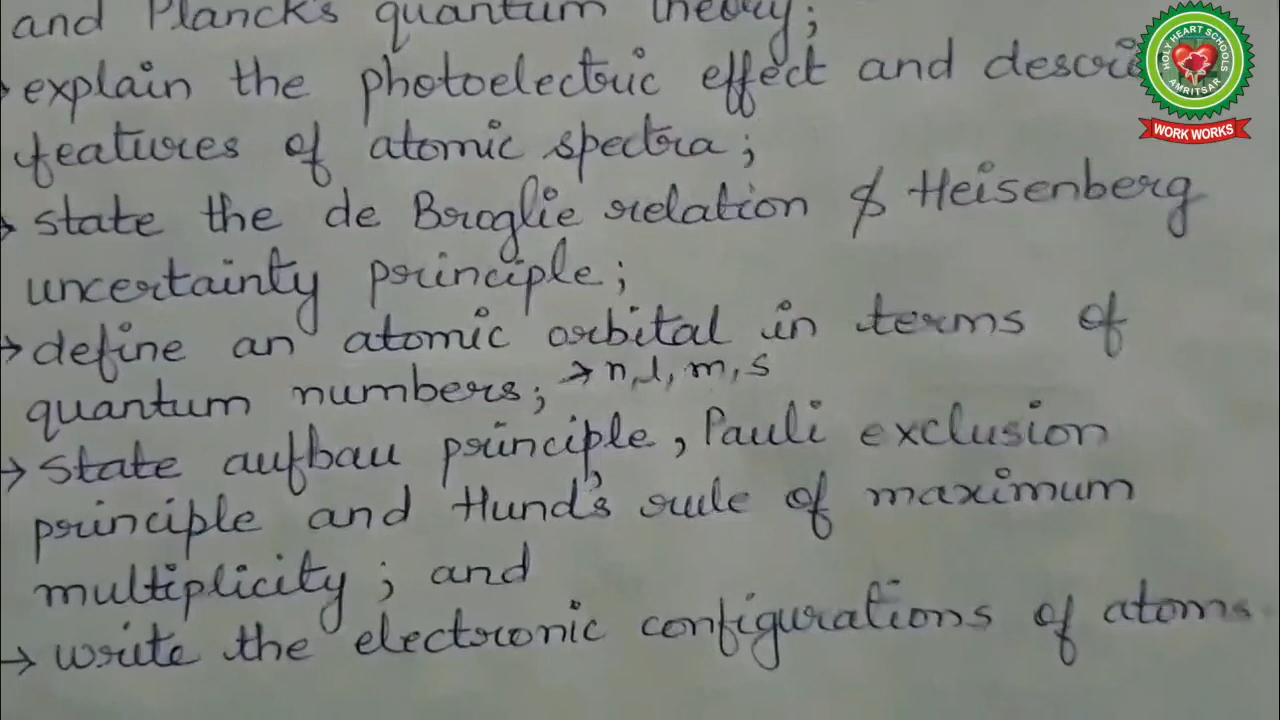 and Planck's quantum theory;
explain the photoelectric effect and
features of atomic spectra;
→ state the de Broglie relation & Heisenberg
uncertainty principle;
→ define an atomic orbital in terms of
quantum numbers; → n, l, m, s
→ state aufbau principle, Pauli exclusion
principle and Hund's rule of maximum
multiplicity; and
→ write the electronic configurations of atoms
HOLY HEART SCHOOLS
AMRITSAR
WORK WORKS